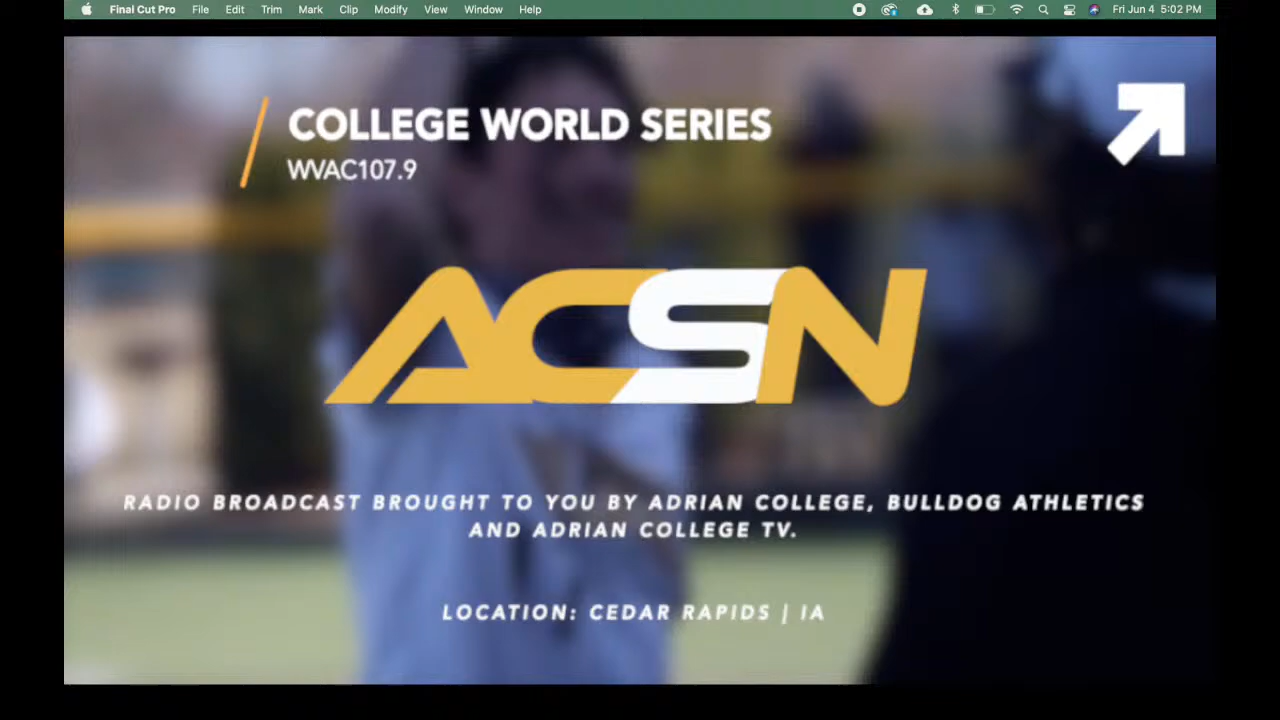 Final Cut Pro File Edit Trim Mark Clip Modify View Window Help Fri Jun 4 5:02 PM
COLLEGE WORLD SERIES
WVAC107.9
ACSN
RADIO BROADCAST BROUGHT TO YOU BY ADRIAN COLLEGE, BULLDOG ATHLETICS
AND ADRIAN COLLEGE TV.
LOCATION: CEDAR RAPIDS | IA